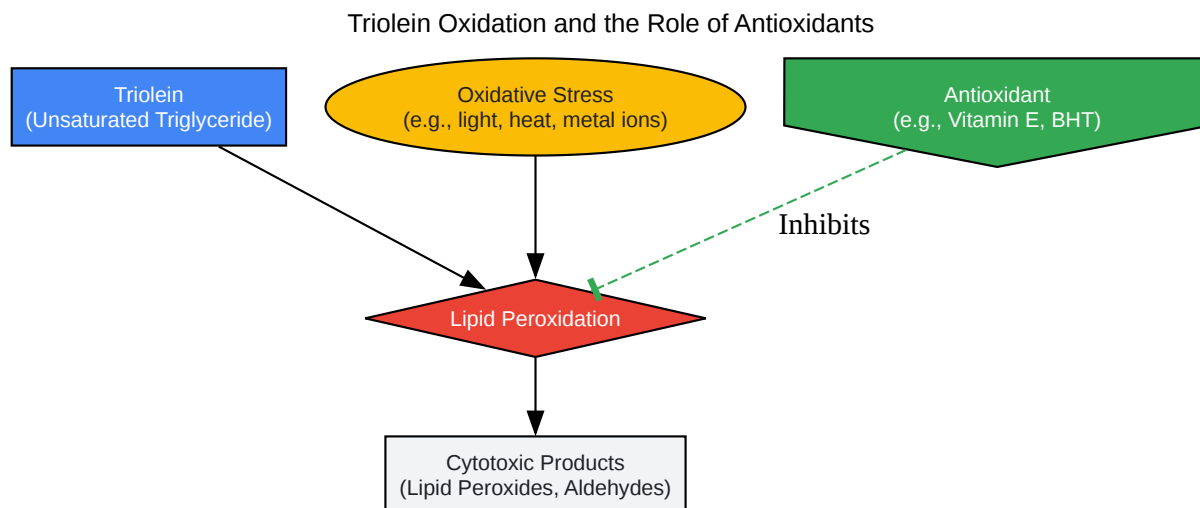 Triolein Oxidation and the Role of Antioxidants
Triolein
(Unsaturated Triglyceride)
Oxidative Stress
(e.g., light, heat, metal ions)
Antioxidant
(e.g., Vitamin E, BHT)
Inhibits
Lipid Peroxidation
Cytotoxic Products
(Lipid Peroxides, Aldehydes)